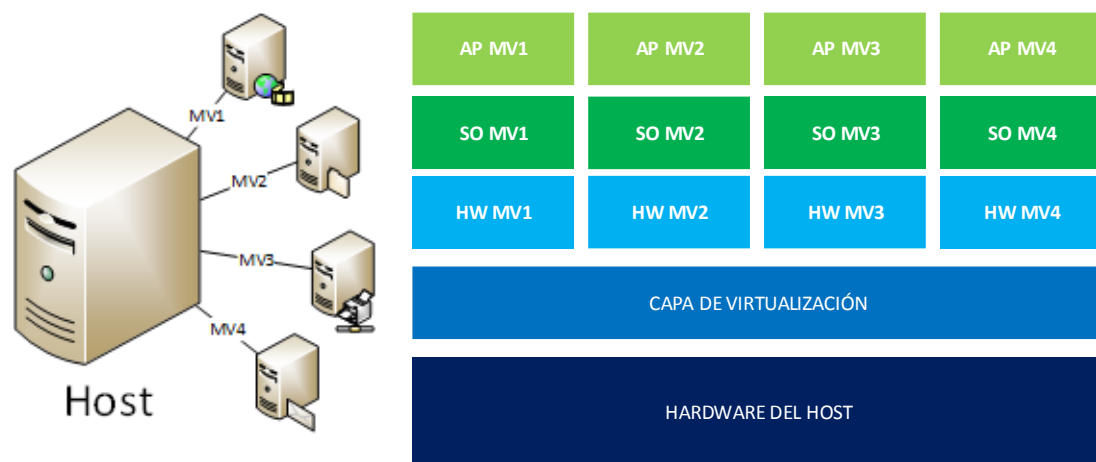 MV1
MV2
MV3
MV4
Host
AP MV1
AP MV2
AP MV3
AP MV4
SO MV1
SO MV2
SO MV3
SO MV4
HW MV1
HW MV2
HW MV3
HW MV4
CAPA DE VIRTUALIZACIÓN
HARDWARE DEL HOST